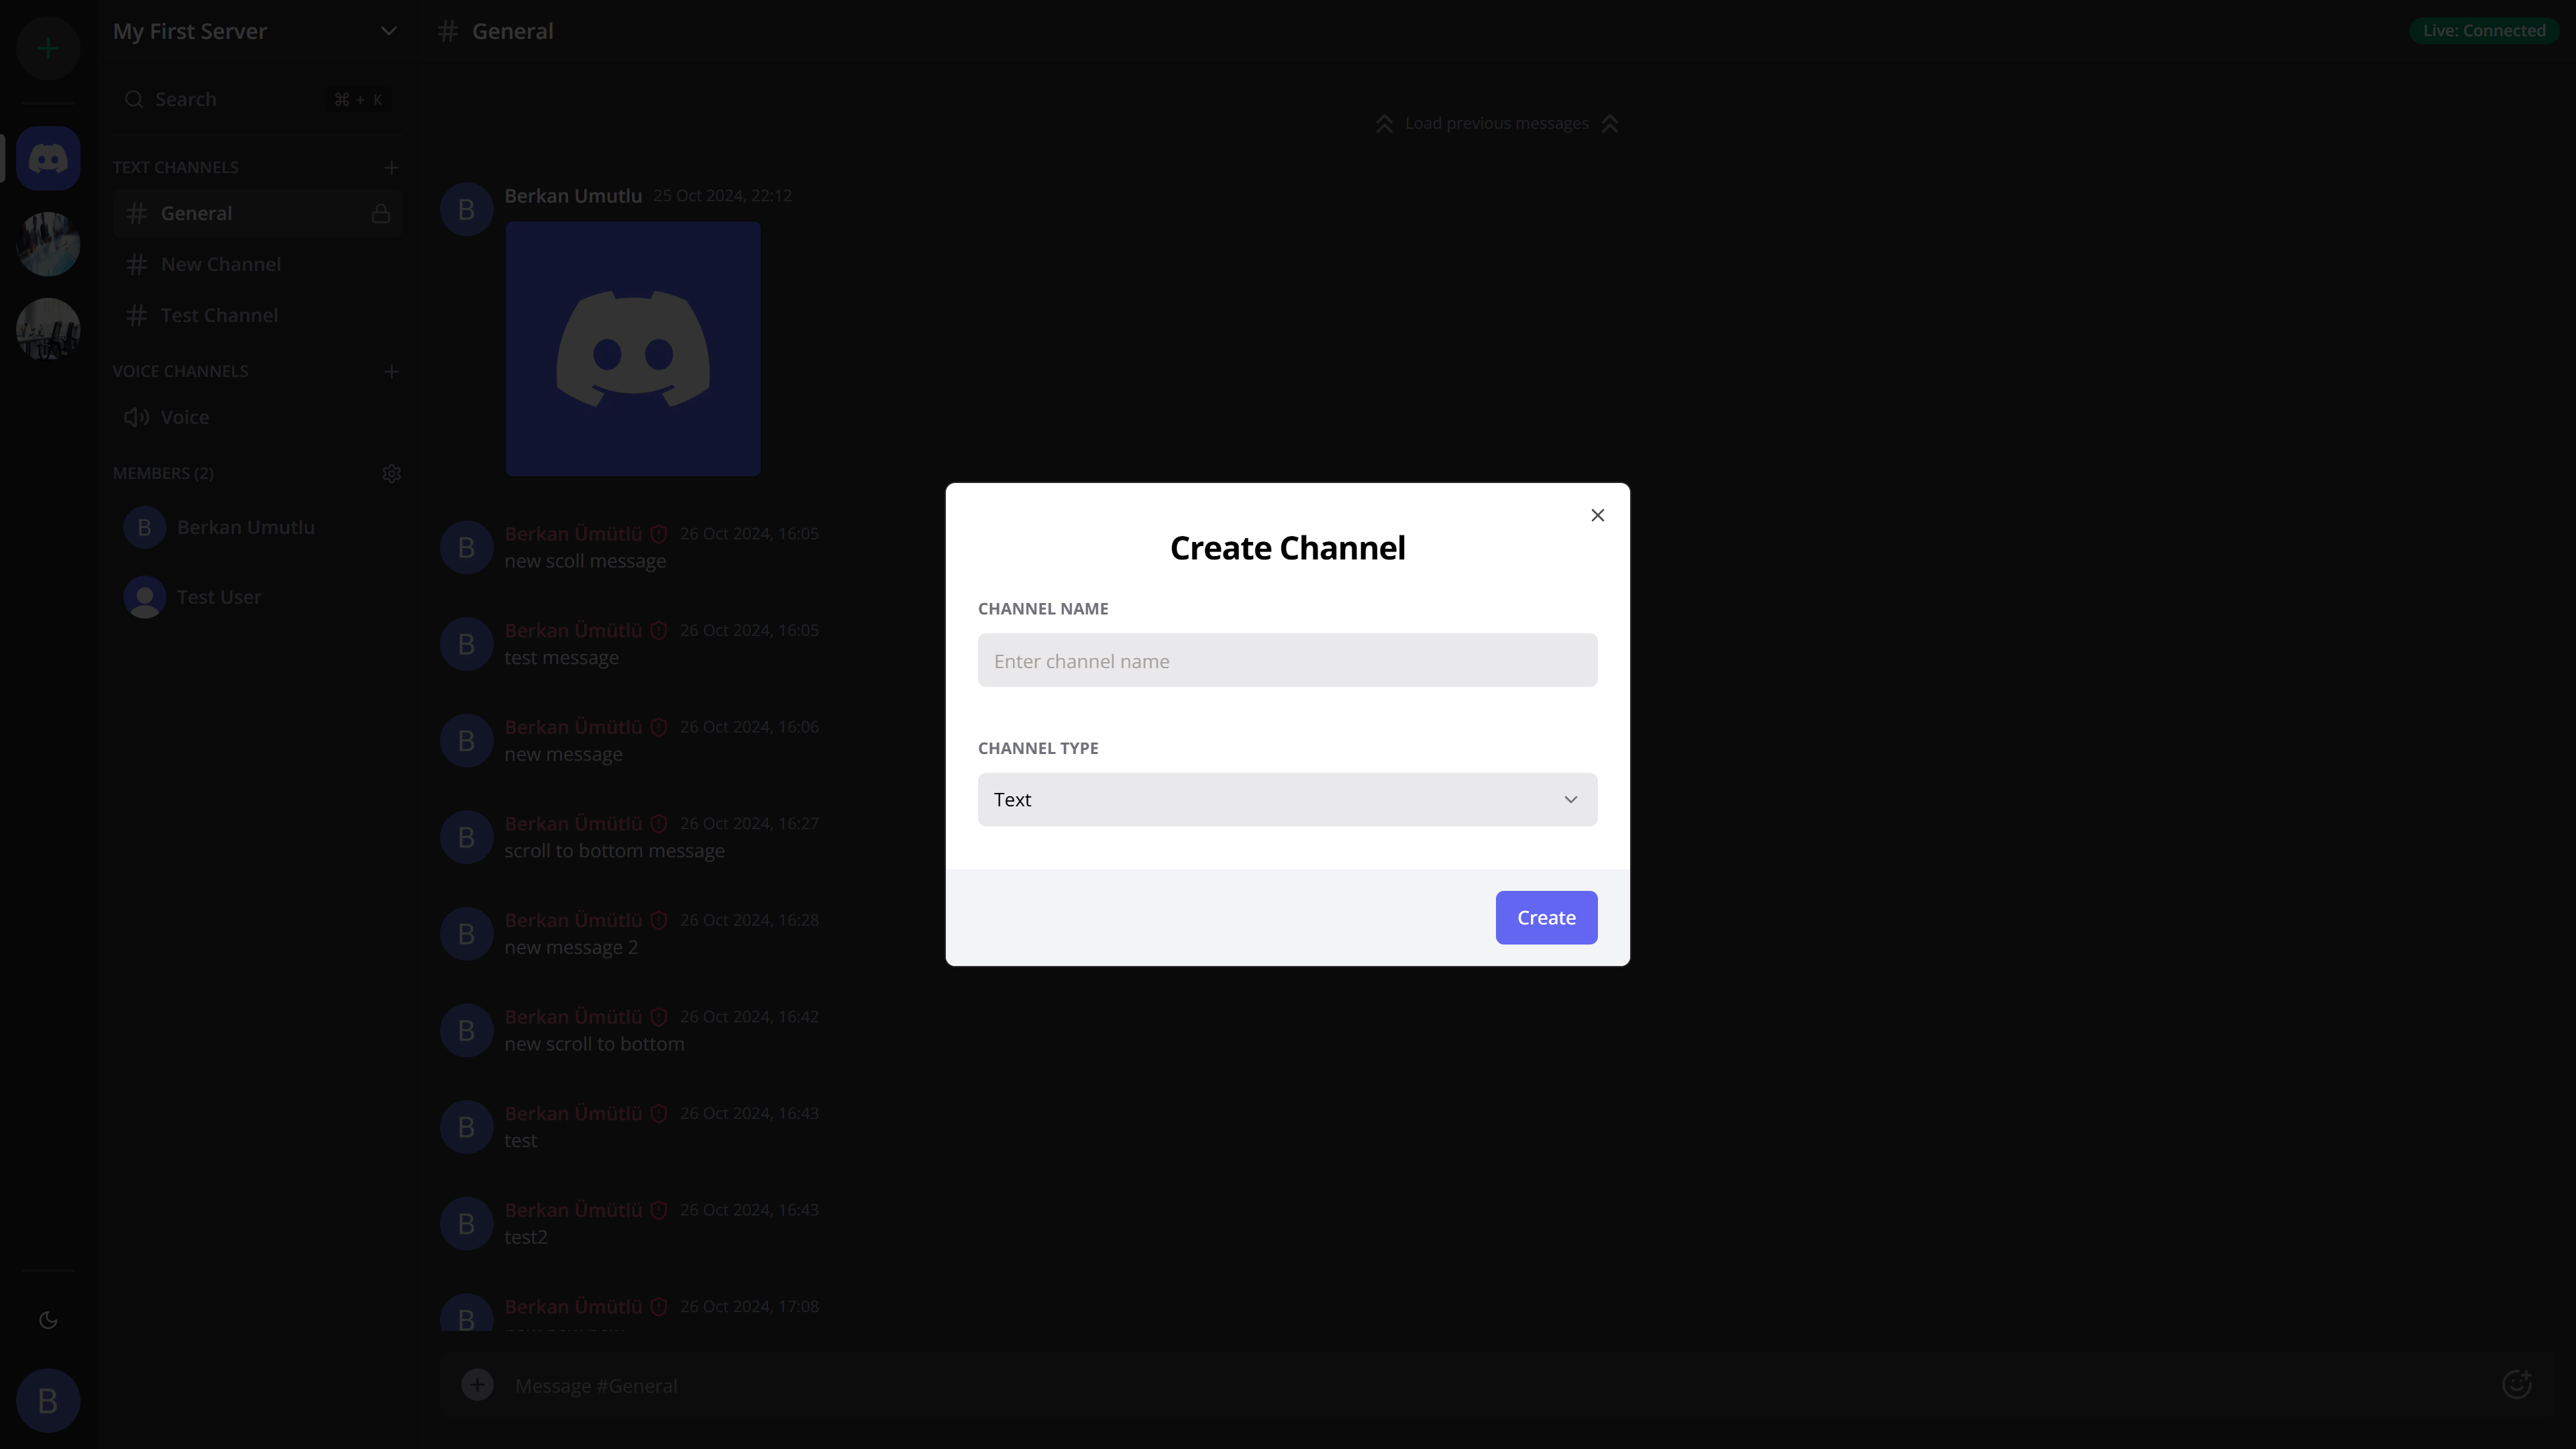 My First Server
Search
⌘ + K
TEXT CHANNELS
General
New Channel
Test Channel
VOICE CHANNELS
Voice
MEMBERS (2)
B
Berkan Umutlu
Test User
B
General
Live: Connected
Load previous messages
B
Berkan Umutlu 25 Oct 2024, 22:12
B
Berkan Ümütlü 26 Oct 2024, 16:05
new scoll message
B
Berkan Ümütlü 26 Oct 2024, 16:05
test message
B
Berkan Ümütlü 26 Oct 2024, 16:06
new message
B
Berkan Ümütlü 26 Oct 2024, 16:27
scroll to bottom message
B
Berkan Ümütlü 26 Oct 2024, 16:28
new message 2
B
Berkan Ümütlü 26 Oct 2024, 16:42
new scroll to bottom
B
Berkan Ümütlü 26 Oct 2024, 16:43
test
B
Berkan Ümütlü 26 Oct 2024, 16:43
test2
B
Berkan Ümütlü 26 Oct 2024, 17:08
Message #General
Create Channel
CHANNEL NAME
Enter channel name
CHANNEL TYPE
Text
Create